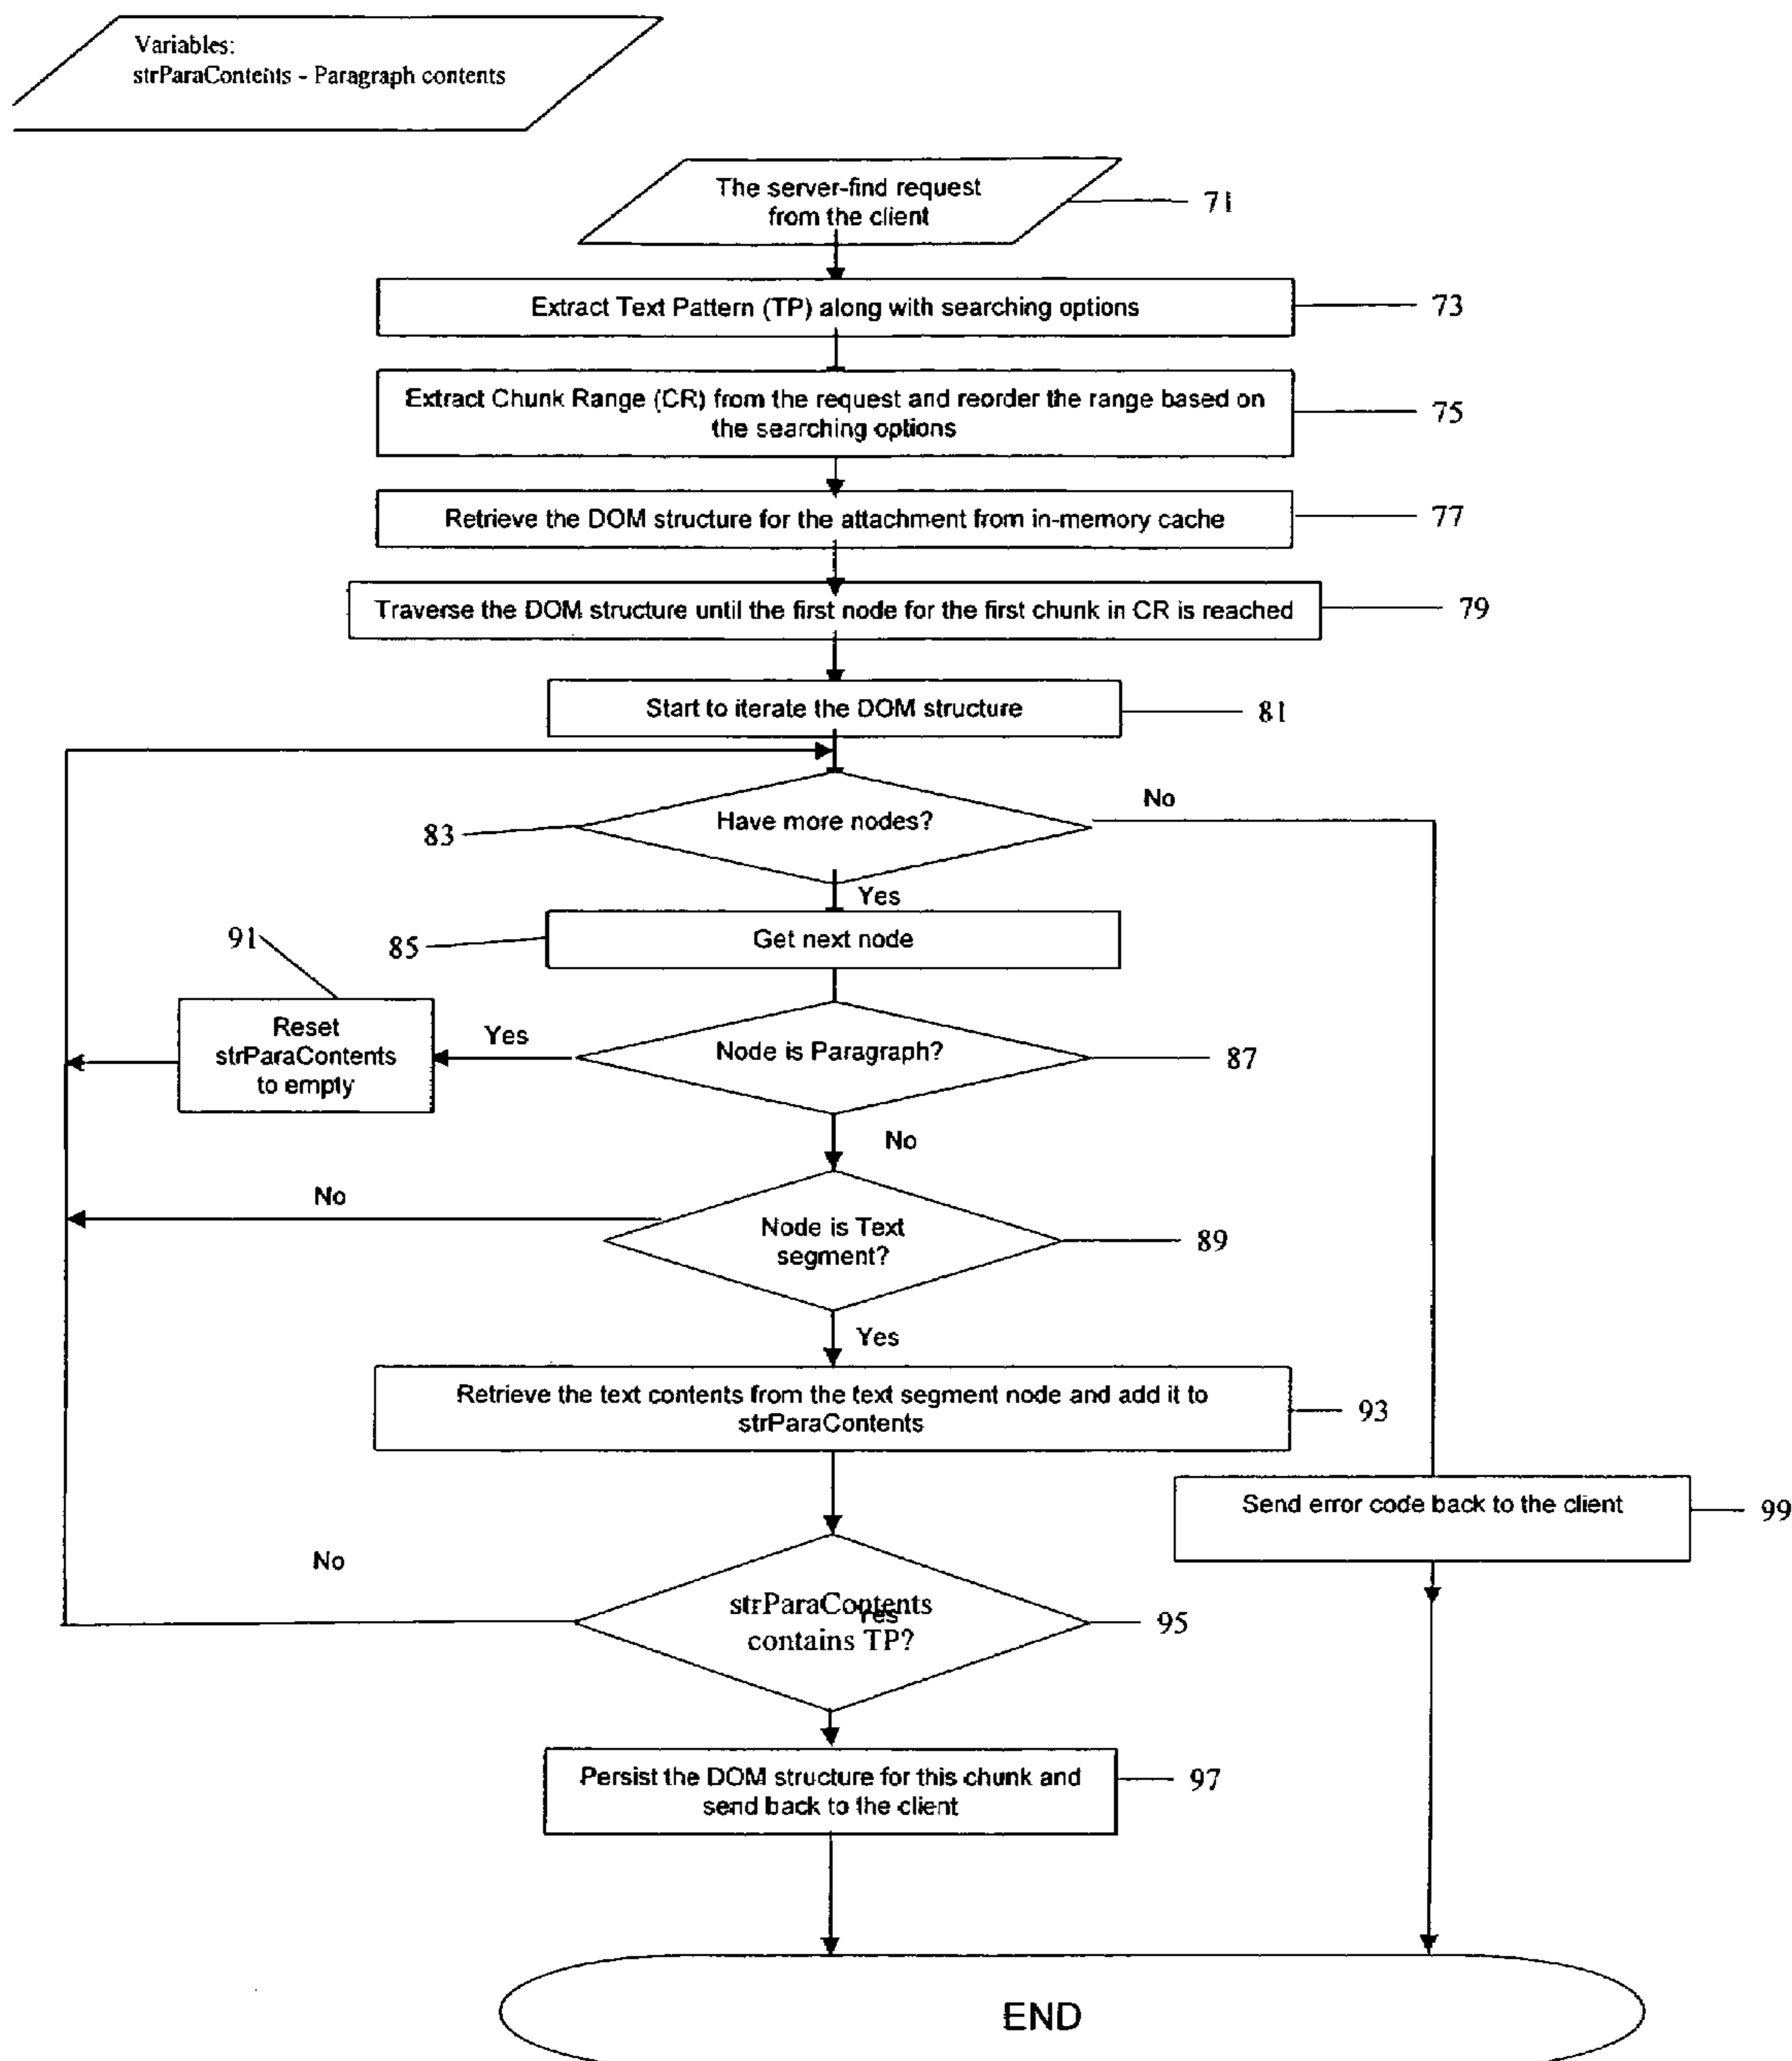 Variables:
strParaContents - Paragraph contents
The server-find request
from the client
71
Extract Text Pattern (TP) along with searching options
73
Extract Chunk Range (CR) from the request and reorder the range based on
the searching options
75
Retrieve the DOM structure for the attachment from in-memory cache
77
Traverse the DOM structure until the first node for the first chunk in CR is reached
79
Start to iterate the DOM structure
81
Have more nodes?
83
No
Yes
Get next node
85
91
Reset
strParaContents
to empty
Yes
Node is Paragraph?
87
No
No
Node is Text
segment?
89
Yes
Retrieve the text contents from the text segment node and add it to
strParaContents
93
Send error code back to the client
99
No
strParaContents
Yes
contains TP?
95
Persist the DOM structure for this chunk and
send back to the client
97
END